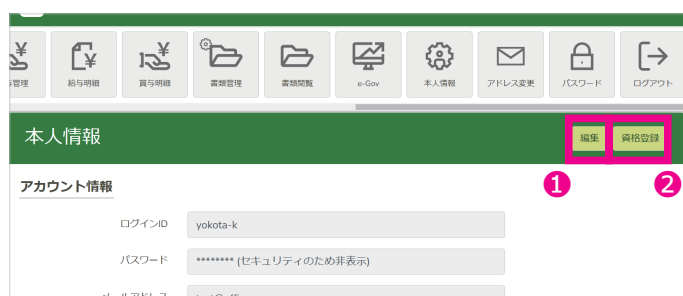 管理
給与明細
賞与明細
書類管理
書類閲覧
e-Gov
本人情報
アドレス変更
パスワード
ログアウト
本人情報
編集
資格登録
1
2
アカウント情報
ログインID
yokota-k
パスワード
******** (セキュリティのため非表示)